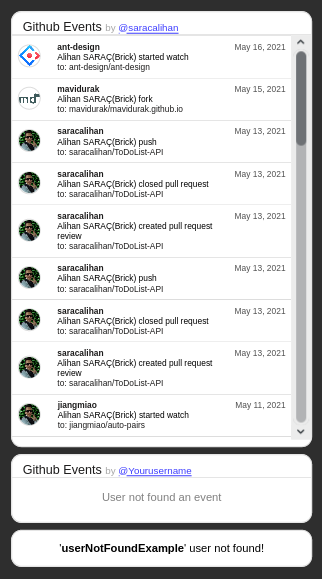 Github Events by @saracalihan
ant-design May 16, 2021
Alihan SARAÇ(Brick) started watch
to: ant-design/ant-design
mavidurak May 15, 2021
Alihan SARAÇ(Brick) fork
to: mavidurak/mavidurak.github.io
saracalihan May 13, 2021
Alihan SARAÇ(Brick) push
to: saracalihan/ToDoList-API
saracalihan May 13, 2021
Alihan SARAÇ(Brick) closed pull request
to: saracalihan/ToDoList-API
saracalihan May 13, 2021
Alihan SARAÇ(Brick) created pull request
review
to: saracalihan/ToDoList-API
saracalihan May 13, 2021
Alihan SARAÇ(Brick) push
to: saracalihan/ToDoList-API
saracalihan May 13, 2021
Alihan SARAÇ(Brick) closed pull request
to: saracalihan/ToDoList-API
saracalihan May 13, 2021
Alihan SARAÇ(Brick) created pull request
review
to: saracalihan/ToDoList-API
jiangmiao May 11, 2021
Alihan SARAÇ(Brick) started watch
to: jiangmiao/auto-pairs
Github Events by @Yourusername
User not found an event
'userNotFoundExample' user not found!